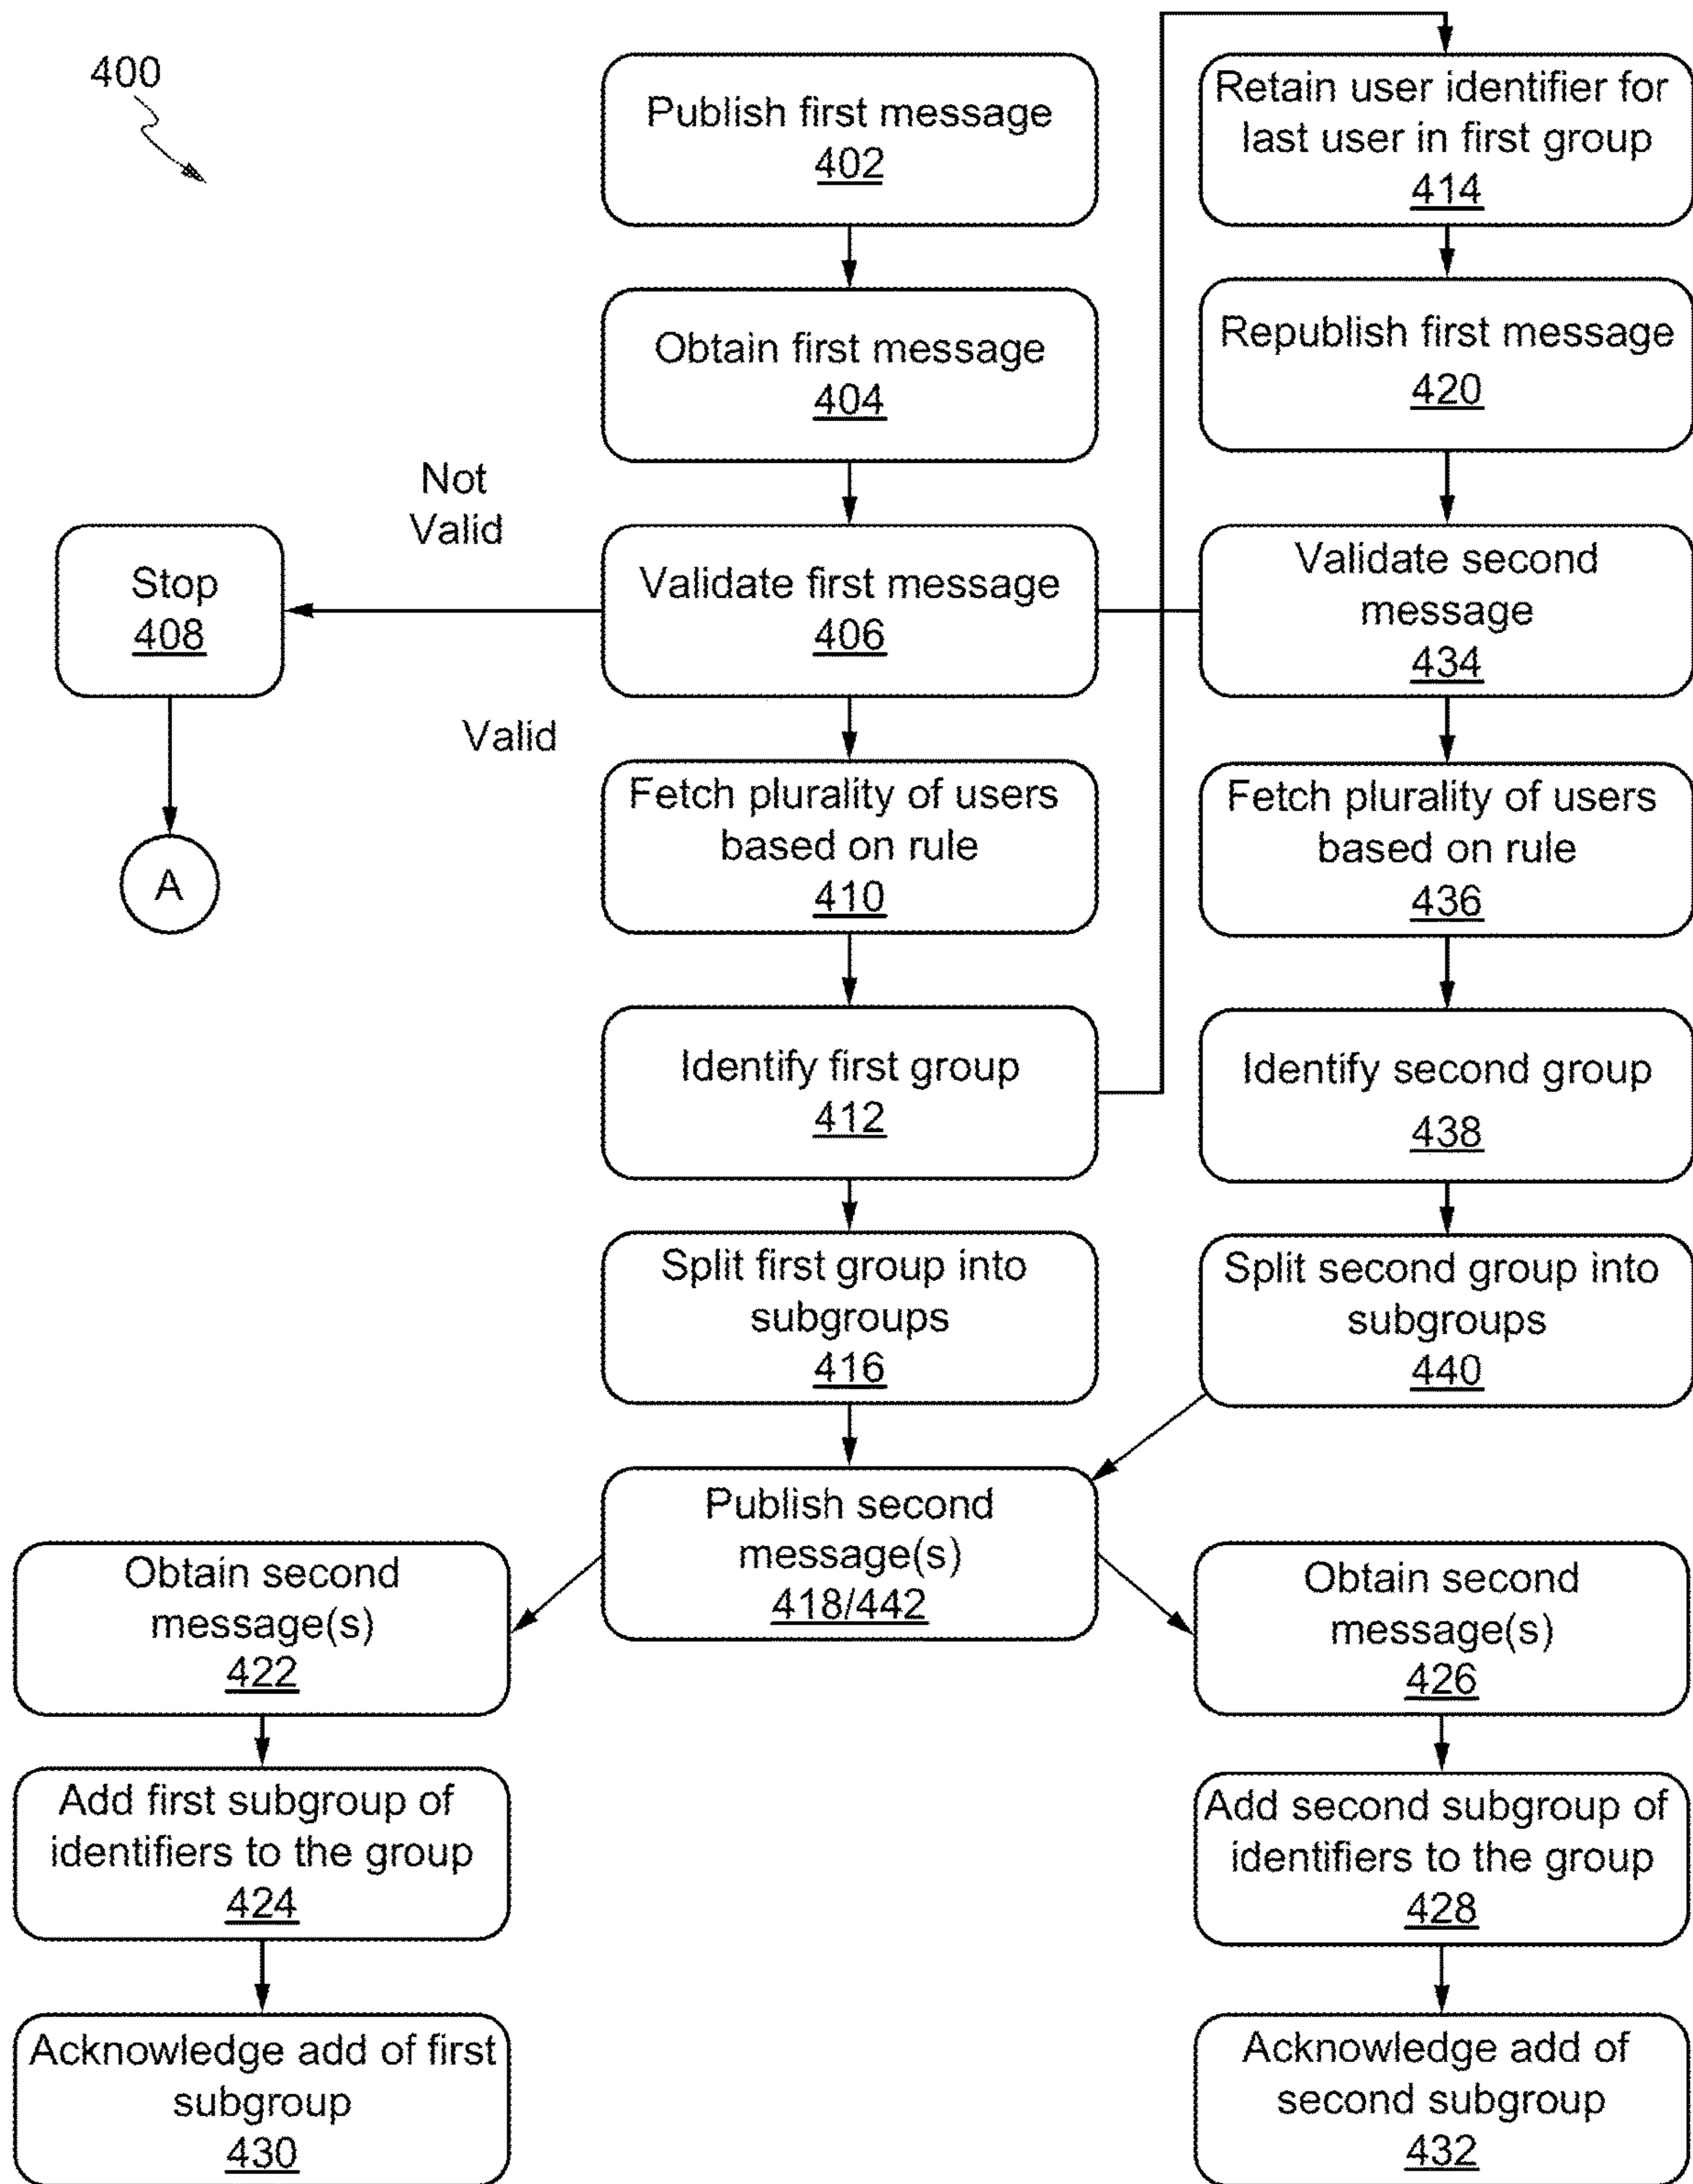 400
Publish first message
402
Retain user identifier for
last user in first group
414
Obtain first message
404
Republish first message
420
Not
Valid
Stop
408
Validate first message
406
Validate second
message
434
Valid
A
Fetch plurality of users
based on rule
410
Fetch plurality of users
based on rule
436
Identify first group
412
Identify second group
438
Split first group into
subgroups
416
Split second group into
subgroups
440
Publish second
message(s)
418/442
Obtain second
message(s)
422
Obtain second
message(s)
426
Add first subgroup of
identifiers to the group
424
Add second subgroup of
identifiers to the group
428
Acknowledge add of first
subgroup
430
Acknowledge add of
second subgroup
432